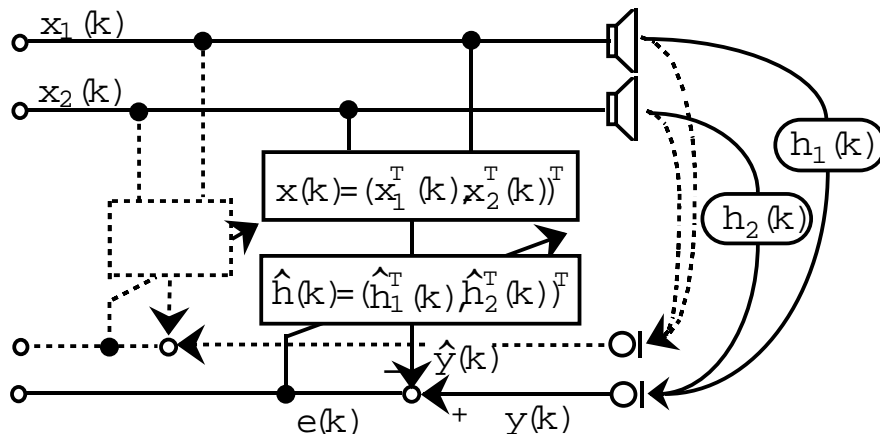 x₁(k)
x₂(k)
h₁(k)
x(k)=(x₁ᵀ(k),x₂ᵀ(k))ᵀ
h₂(k)
ĥ(k)=(ĥ₁ᵀ(k),ĥ₂ᵀ(k))ᵀ
ŷ(k)
−
+
e(k)
y(k)